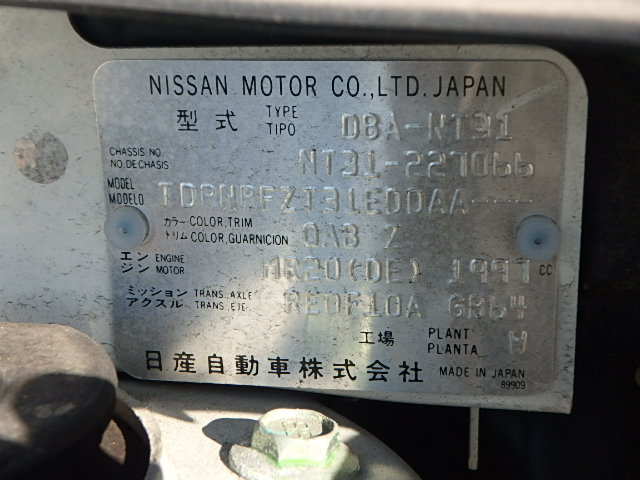 NISSAN MOTOR CO.,LTD. JAPAN
型式 TYPE TIPO DBA-NT31
CHASSIS NO. NO.DE CHASIS NT31-227066
MODEL MODELO TDRNRFZT31EDDAA---
カラー COLOR,TRIM
トリム COLOR,GUARNICION QAB Z
エン ENGINE
ジン MOTOR MR20(DE) 1997 CC
ミッション TRANS.,AXLE
アクスル TRANS.,EJE RE0F10A GR64
工場 PLANT PLANTA W
日産自動車株式会社 MADE IN JAPAN
89909